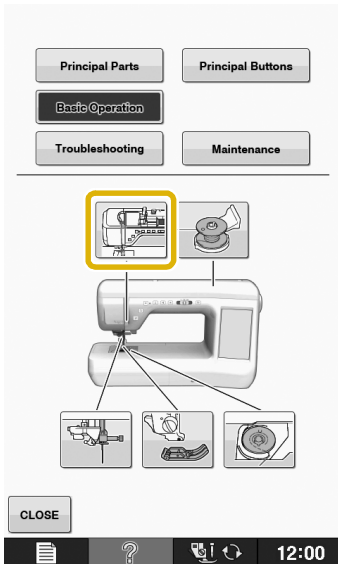 Principal Parts
Principal Buttons
Basic Operation
Troubleshooting
Maintenance
CLOSE
12:00